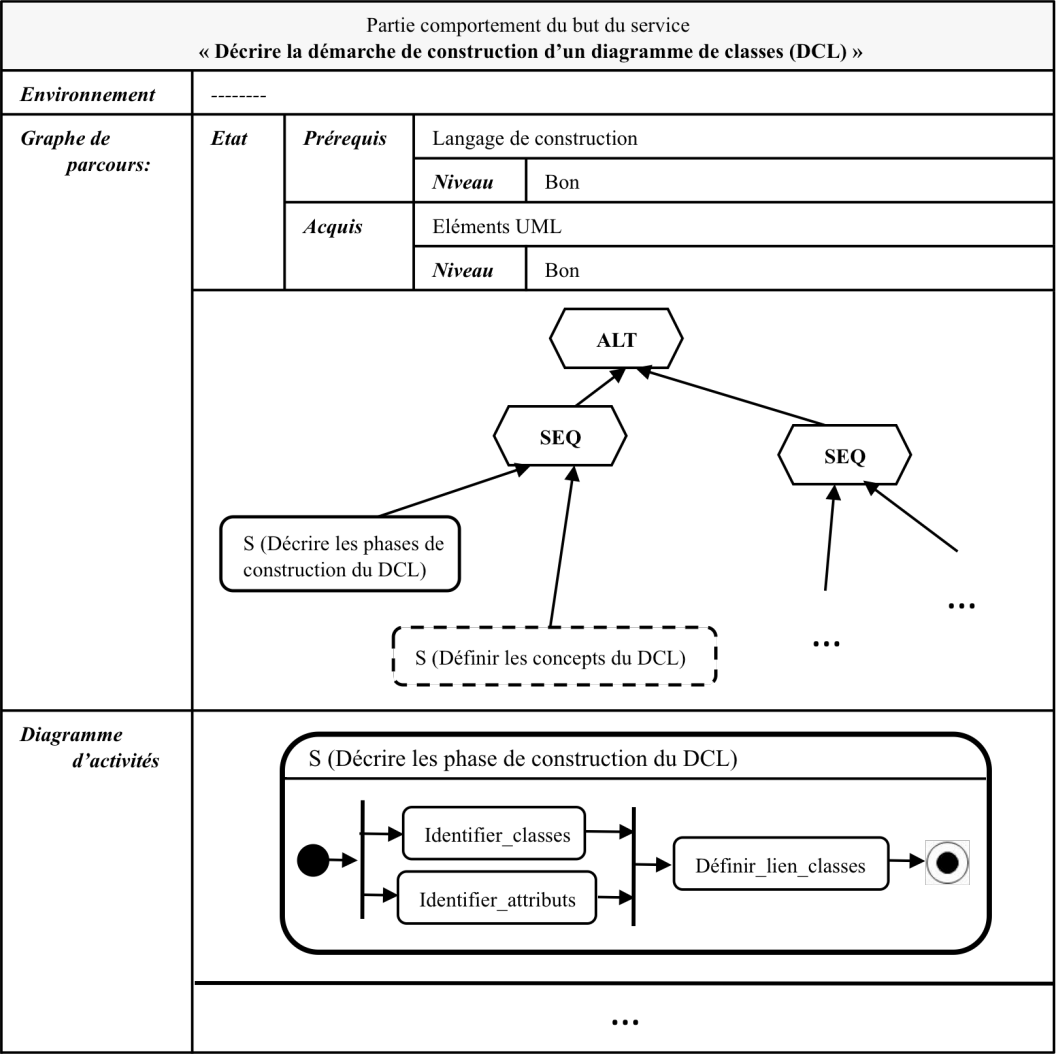 Partie comportement du but du service
« Décrire la démarche de construction d’un diagramme de classes (DCL) »
Environnement
--------
Graphe de
parcours:
Etat
Prérequis
Langage de construction
Niveau
Bon
Acquis
Eléments UML
Niveau
Bon
ALT
SEQ
SEQ
S (Décrire les phases de
construction du DCL)
...
...
S (Définir les concepts du DCL)
Diagramme
d’activités
S (Décrire les phase de construction du DCL)
Identifier_classes
Définir_lien_classes
Identifier_attributs
...